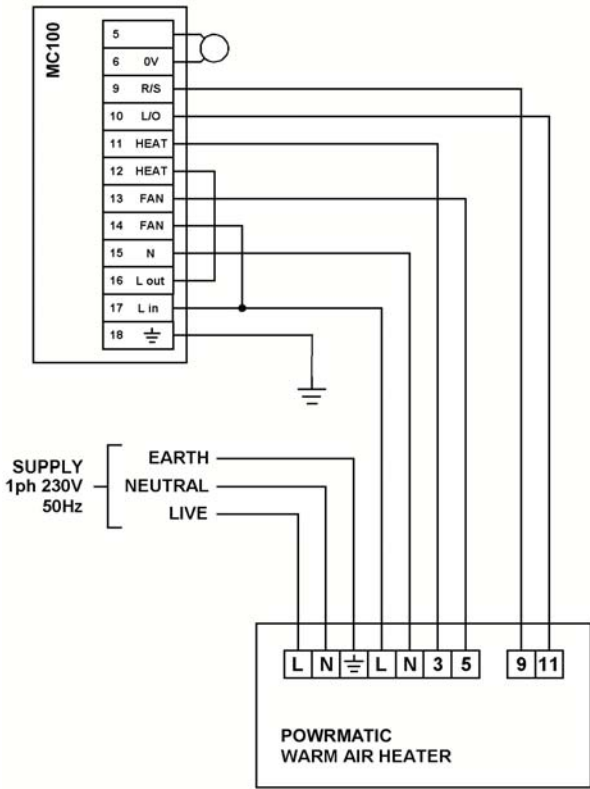 MC100
5
6 0V
9 R/S
10 L/O
11 HEAT
12 HEAT
13 FAN
14 FAN
15 N
16 L out
17 L in
18
SUPPLY
1ph 230V
50Hz
EARTH
NEUTRAL
LIVE
L N L N 3 5 9 11
POWRMATIC
WARM AIR HEATER